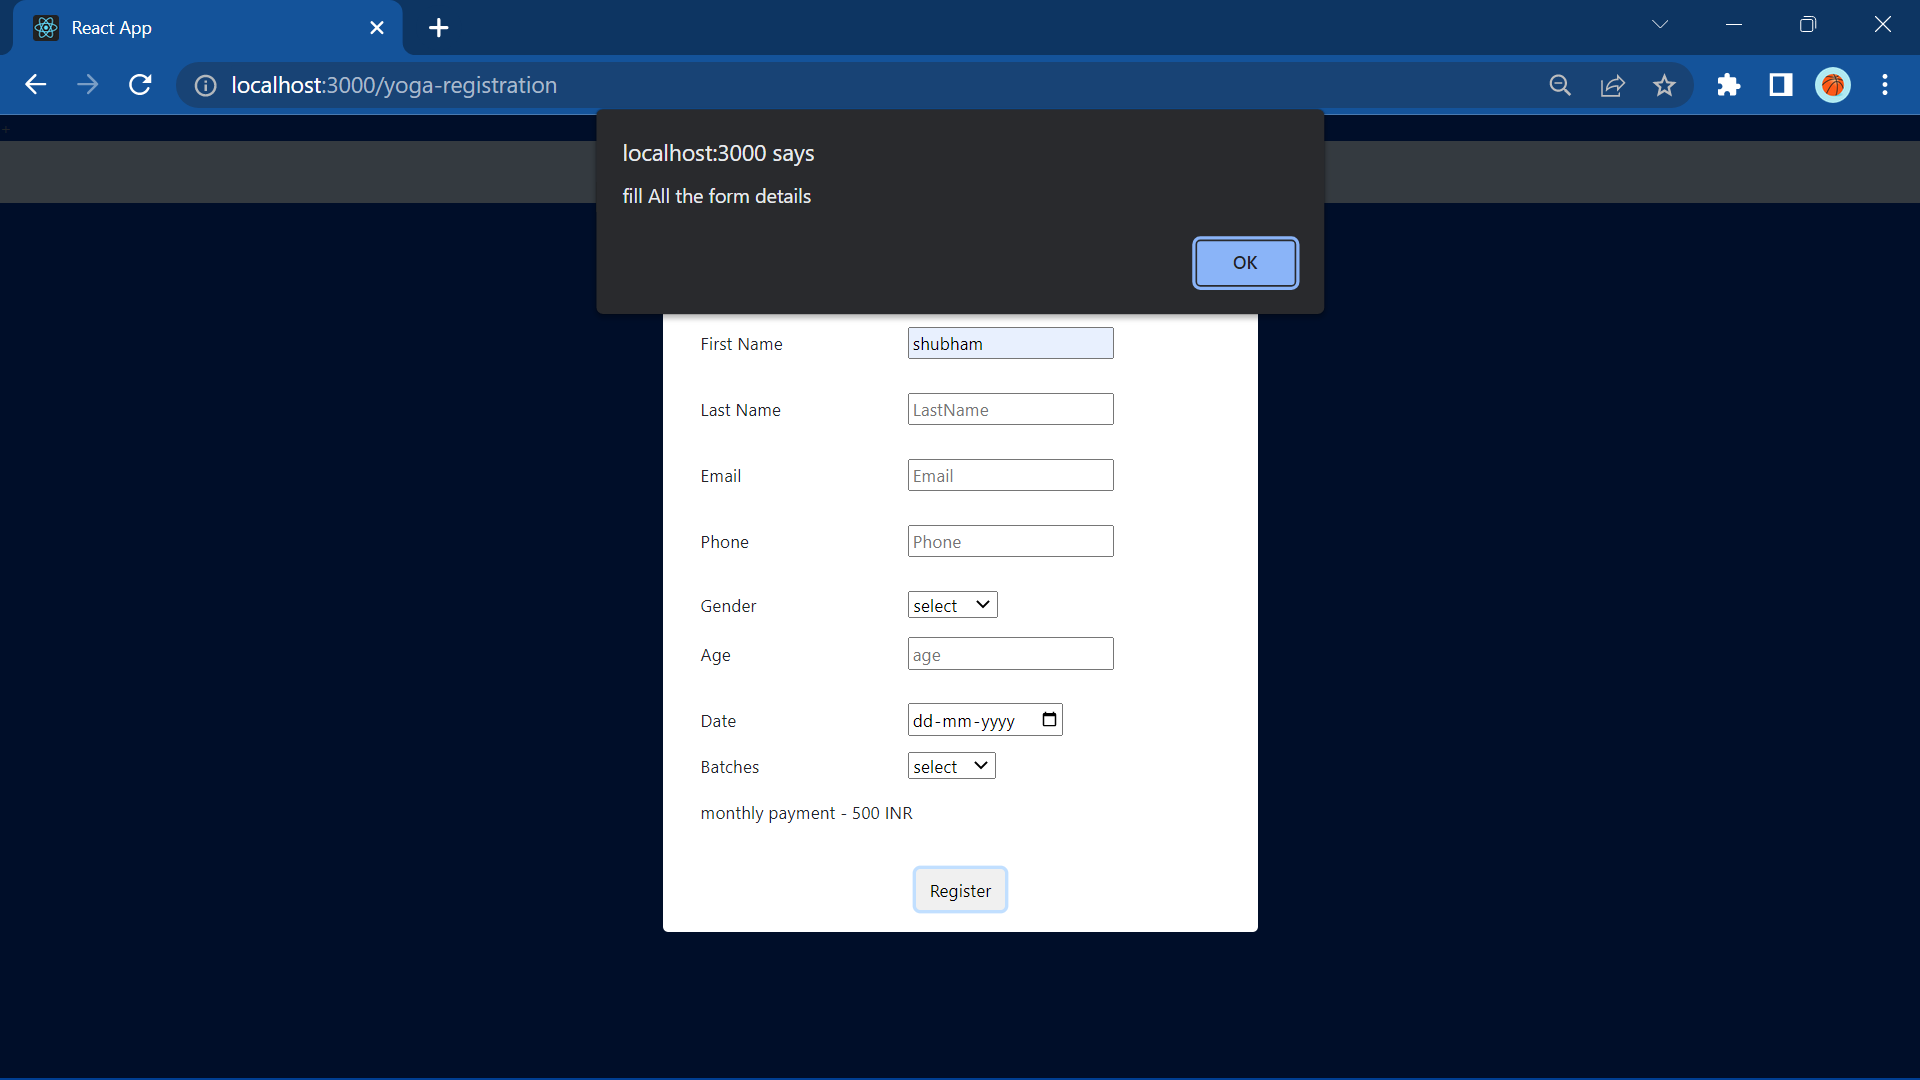 React App
localhost:3000/yoga-registration
+
localhost:3000 says
fill All the form details
OK
First Name shubham
Last Name LastName
Email Email
Phone Phone
Gender select
Age age
Date dd-mm-yyyy
Batches select
monthly payment - 500 INR
Register